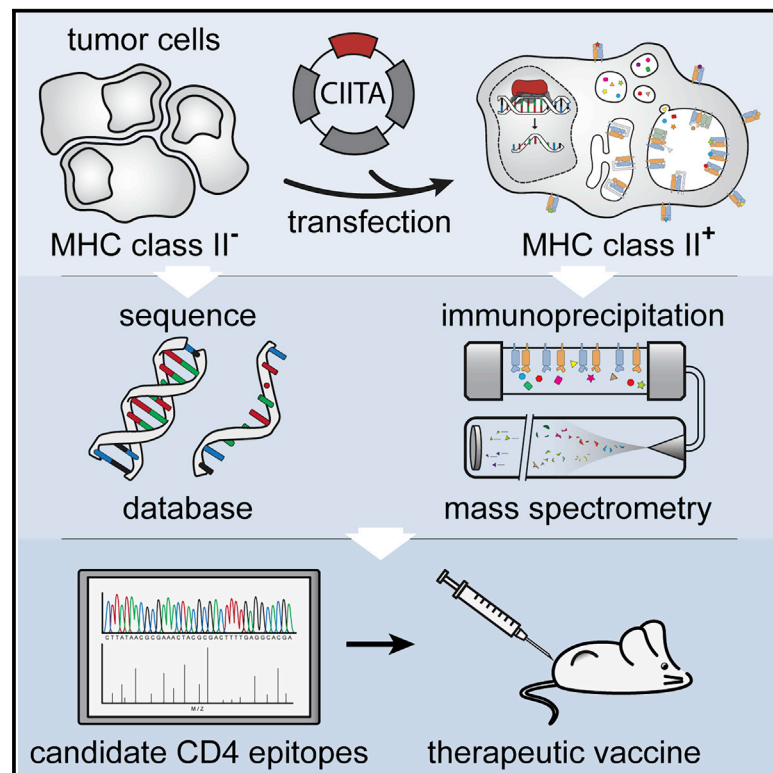 tumor cells
CIITA
transfection
MHC class II-
MHC class II+
sequence
database
immunoprecipitation
mass spectrometry
CTTATAACGCGAAACTACGCGACTTTTGAGGCACGA
M/Z
candidate CD4 epitopes
therapeutic vaccine